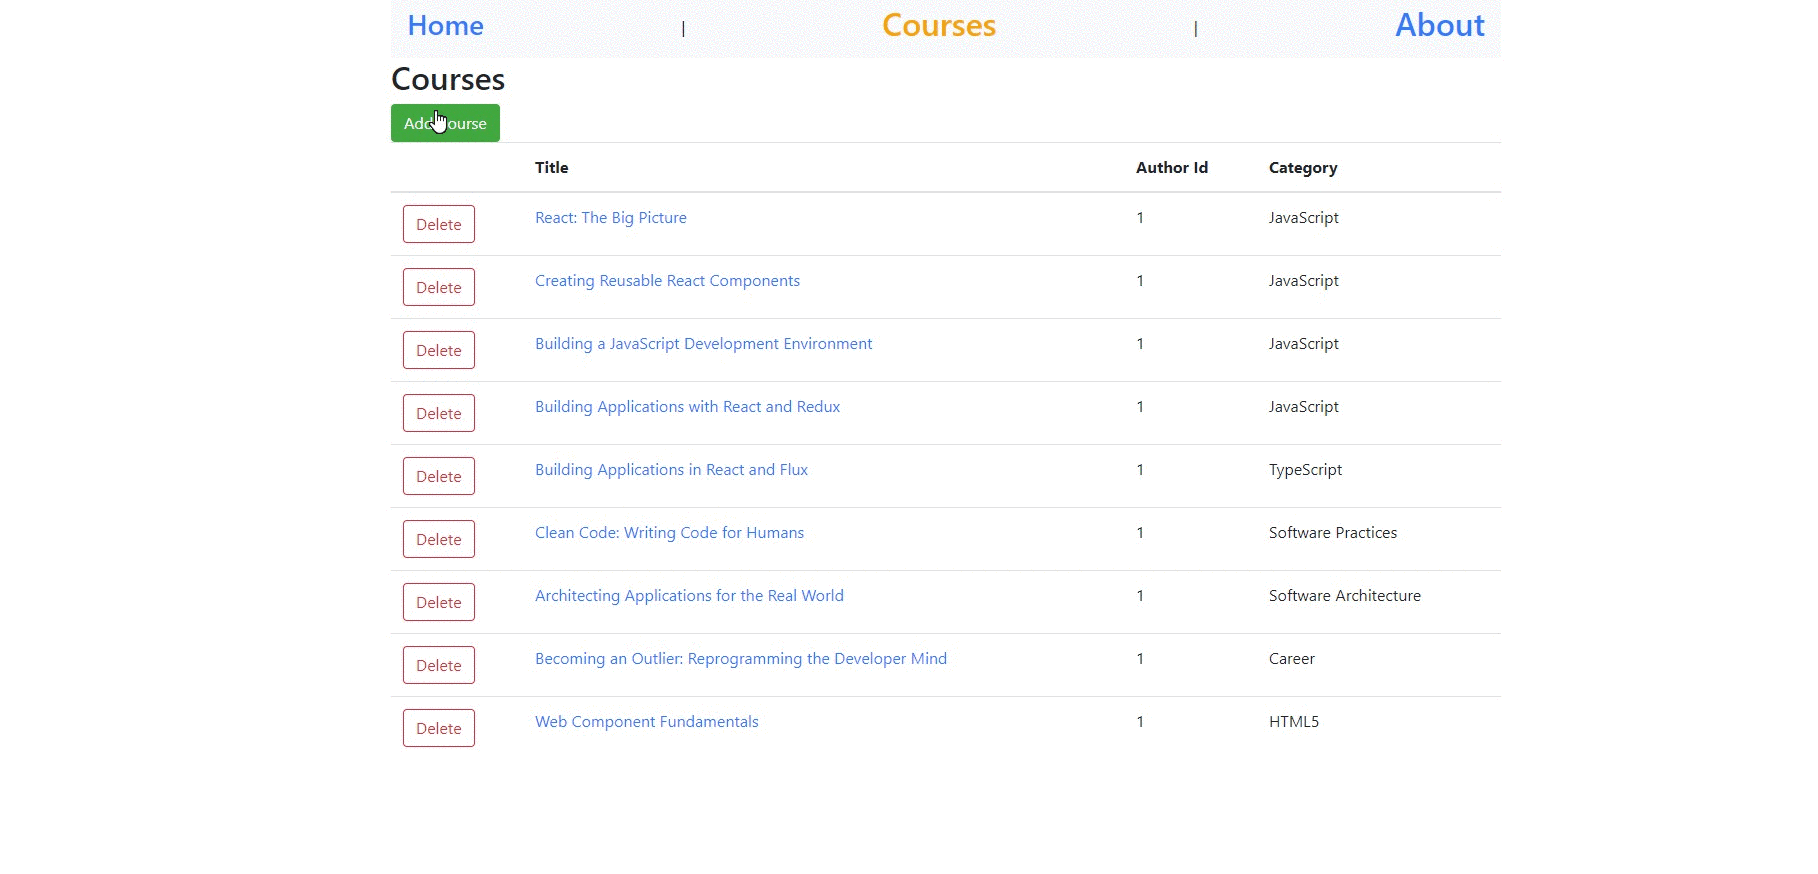 Home | Courses | About
Courses
Add ourse
Title Author Id Category
Delete React: The Big Picture 1 JavaScript
Delete Creating Reusable React Components 1 JavaScript
Delete Building a JavaScript Development Environment 1 JavaScript
Delete Building Applications with React and Redux 1 JavaScript
Delete Building Applications in React and Flux 1 TypeScript
Delete Clean Code: Writing Code for Humans 1 Software Practices
Delete Architecting Applications for the Real World 1 Software Architecture
Delete Becoming an Outlier: Reprogramming the Developer Mind 1 Career
Delete Web Component Fundamentals 1 HTML5